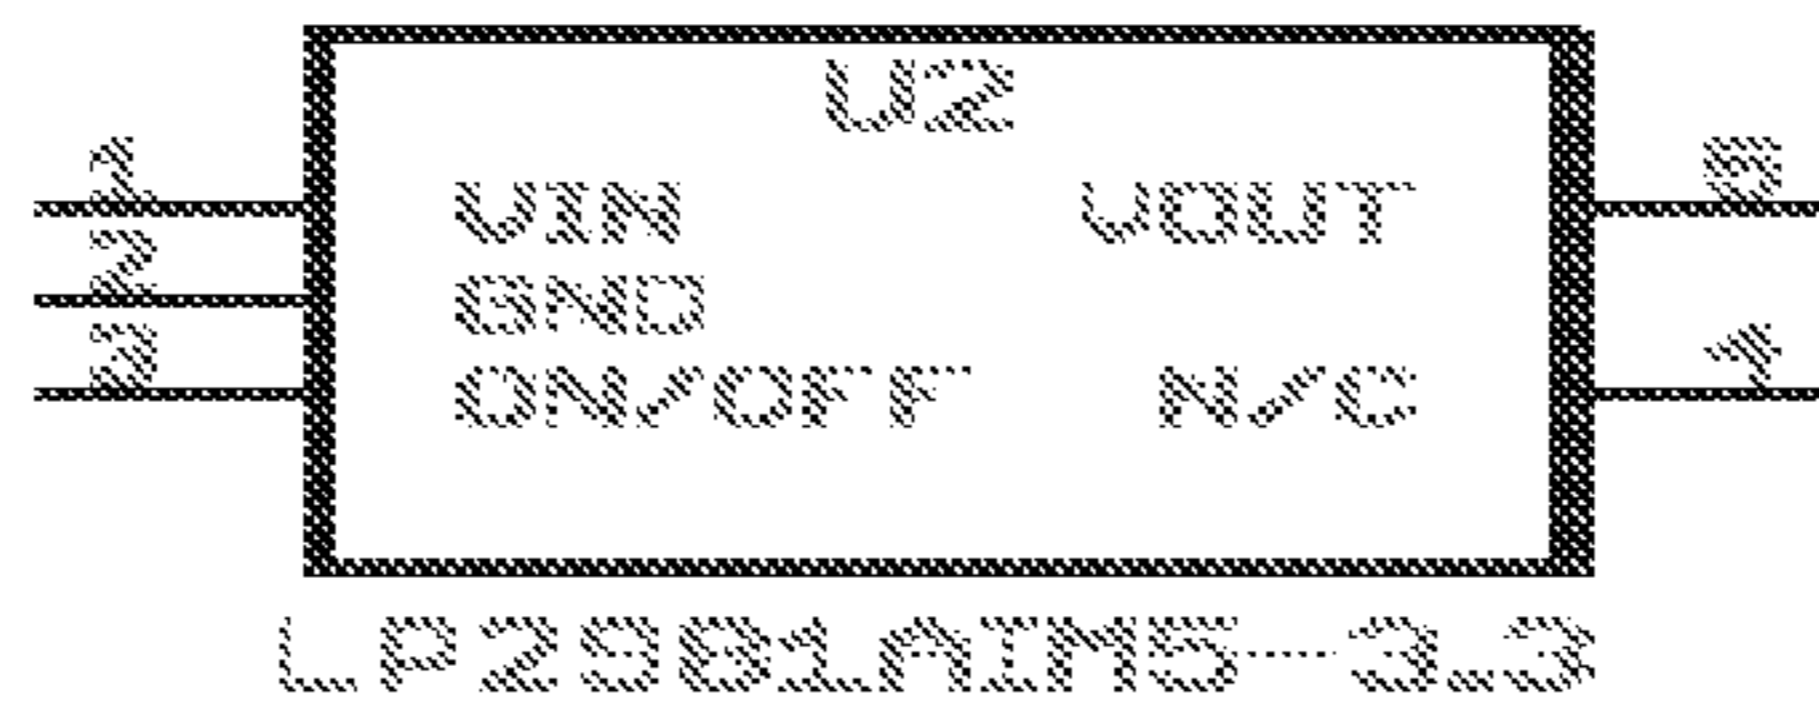 U2
1 VIN VOUT 5
2 GND
3 ON/OFF N/C 4
LP2981AIM5-3.3